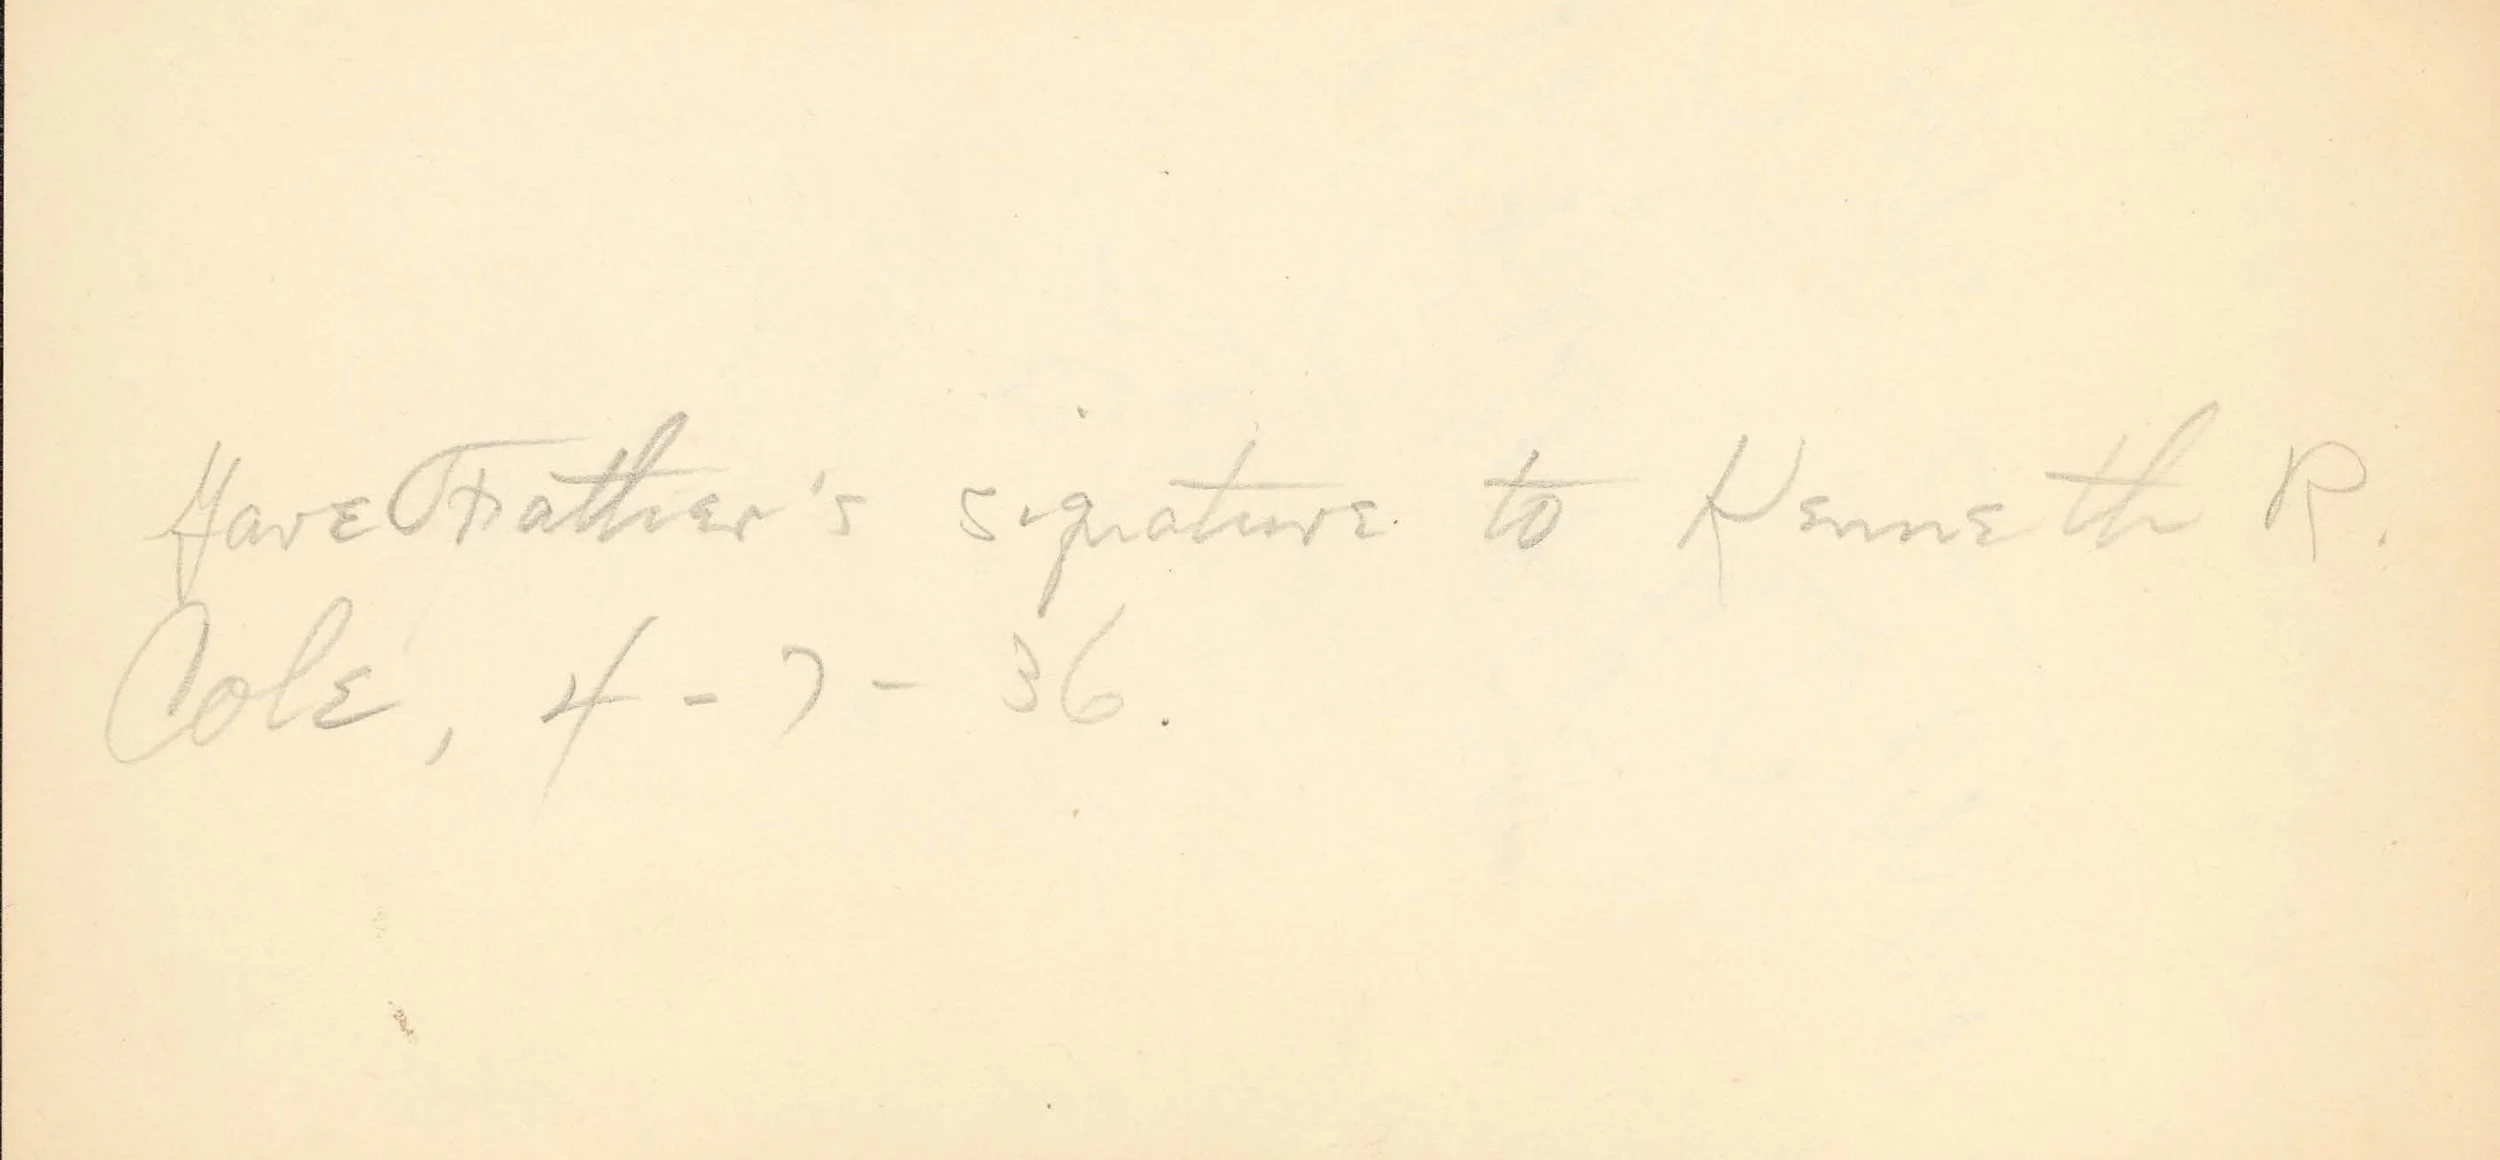 Gave Father's signature to Kenneth R.
Cole, 4-7-36.